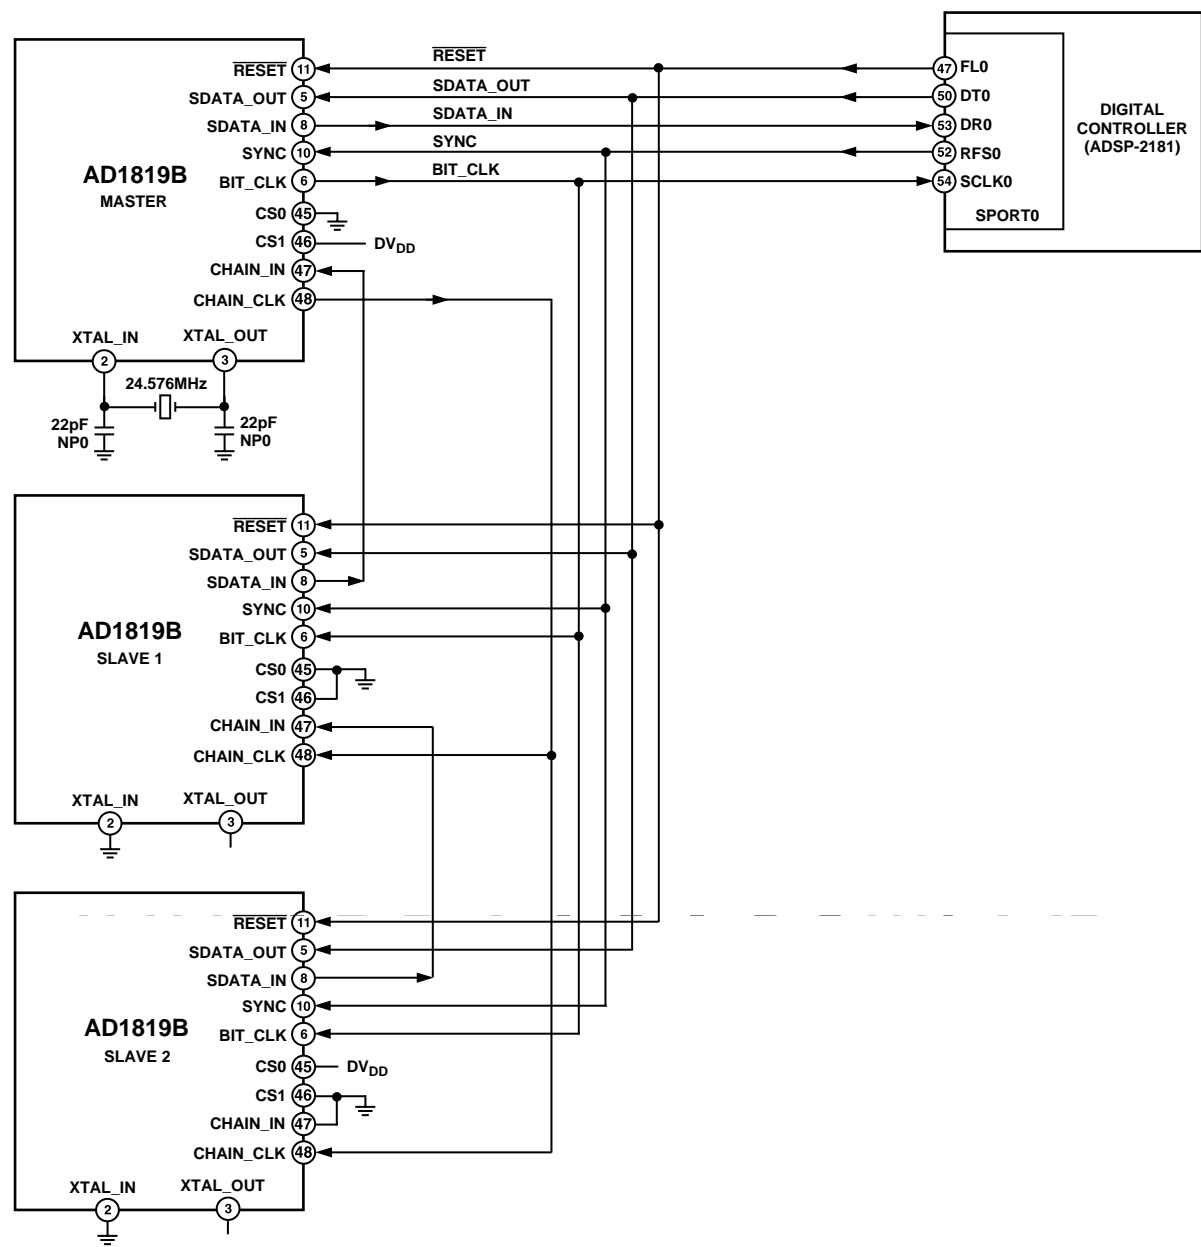 AD1819B
MASTER
RESET 11
SDATA_OUT 5
SDATA_IN 8
SYNC 10
BIT_CLK 6
CS0 45
CS1 46 DVDD
CHAIN_IN 47
CHAIN_CLK 48
XTAL_IN 2
XTAL_OUT 3
24.576MHz
22pF
NP0
22pF
NP0
RESET
SDATA_OUT
SDATA_IN
SYNC
BIT_CLK
47 FL0
50 DT0
53 DR0
52 RFS0
54 SCLK0
SPORT0
DIGITAL
CONTROLLER
(ADSP-2181)
AD1819B
SLAVE 1
RESET 11
SDATA_OUT 5
SDATA_IN 8
SYNC 10
BIT_CLK 6
CS0 45
CS1 46
CHAIN_IN 47
CHAIN_CLK 48
XTAL_IN 2
XTAL_OUT 3
AD1819B
SLAVE 2
RESET 11
SDATA_OUT 5
SDATA_IN 8
SYNC 10
BIT_CLK 6
CS0 45 DVDD
CS1 46
CHAIN_IN 47
CHAIN_CLK 48
XTAL_IN 2
XTAL_OUT 3